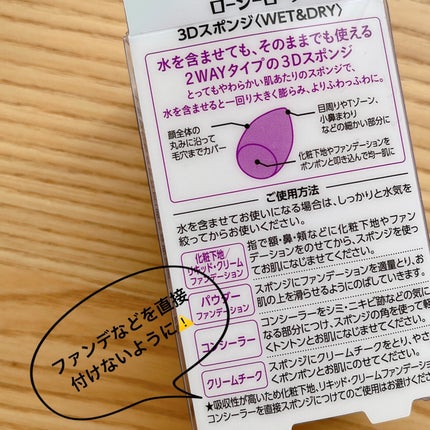 ローシーローザ
3Dスポンジ〈WET&DRY〉
水を含ませても、そのままでも使える
2WAYタイプの3Dスポンジ
とってもやわらかい肌あたりのスポンジで、
水を含ませると一回り大きく膨らみ、よりふわっふわに。
顔全体の
丸みに沿って
毛穴までカバー
目周りやTゾーン、
小鼻まわり
などの細かい部分に
化粧下地やファンデーションを
ポンポンと叩き込んで均一肌に
ご使用方法
水を含ませてお使いになる場合は、しっかりと水気を
絞ってからお使いください。
化粧下地
リキッド・クリーム
ファンデーション
指で額・鼻・頬などに化粧下地やファン
デーションをのせてから、スポンジを使っ
てお肌になじませてください。
パウダー
ファンデーション
スポンジにファンデーションを適量とり、お
肌の上を滑らせるようにのばしていきます。
コンシーラー
コンシーラーをシミ・ニキビ跡などの気に
なる部分につけ、スポンジの角を使って軽
くトントンとお肌になじませてください。
クリームチーク
スポンジにクリームチークをとり、やさし
くポンポンとお肌にのせてください。
★吸収性が高いため化粧下地、リキッド・クリームファンデーション
コンシーラーを直接スポンジにつけてのご使用はお避けくだ
ファンデなどを直接
付けないように